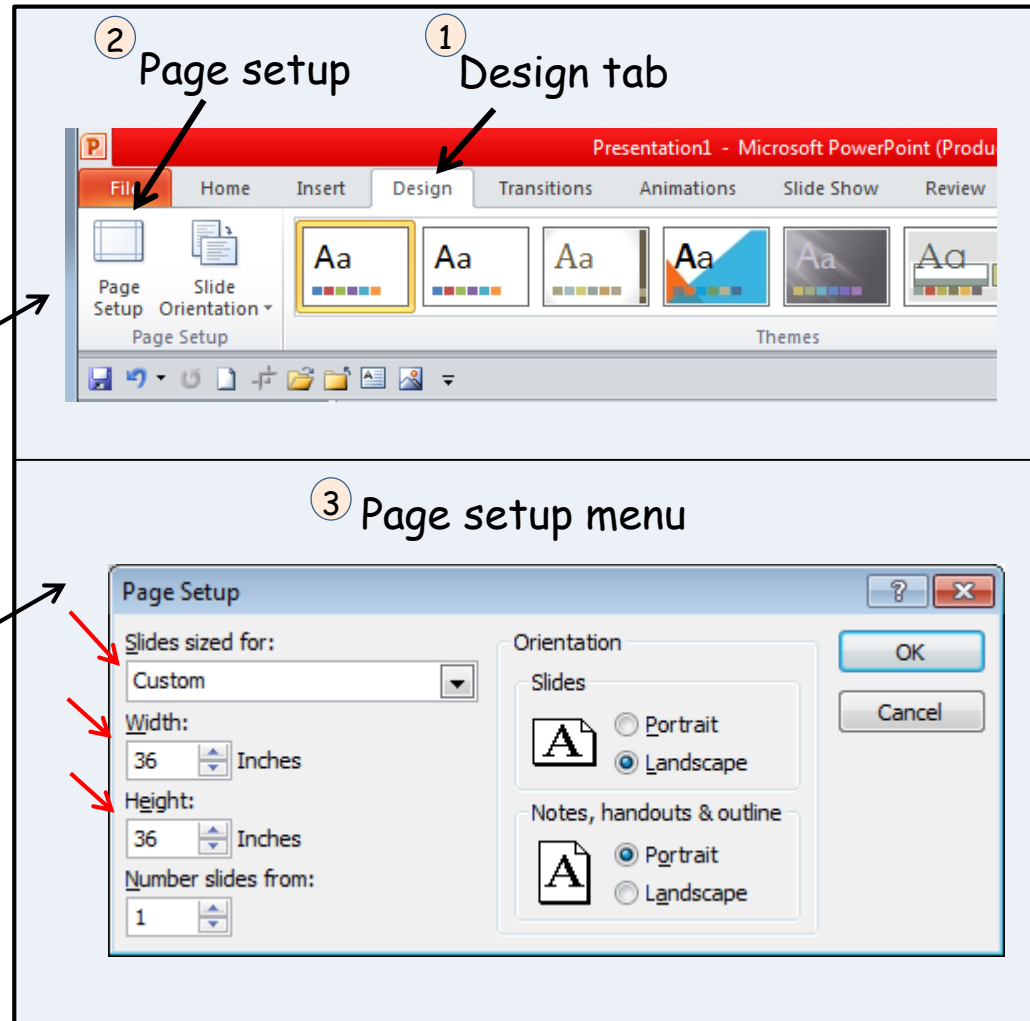 2 Page setup
1 Design tab
P
Presentation1 - Microsoft PowerPoint (Produ
File Home Insert Design Transitions Animations Slide Show Review
Aa Aa Aa Aa Aa Aa
Page Setup
Slide Orientation
Page Setup
Themes
3 Page setup menu
Page Setup
?
Slides sized for:
Custom
Width:
36 Inches
Height:
36 Inches
Number slides from:
1
Orientation
Slides
A
Portrait
Landscape
Notes, handouts & outline
A
Portrait
Landscape
OK
Cancel